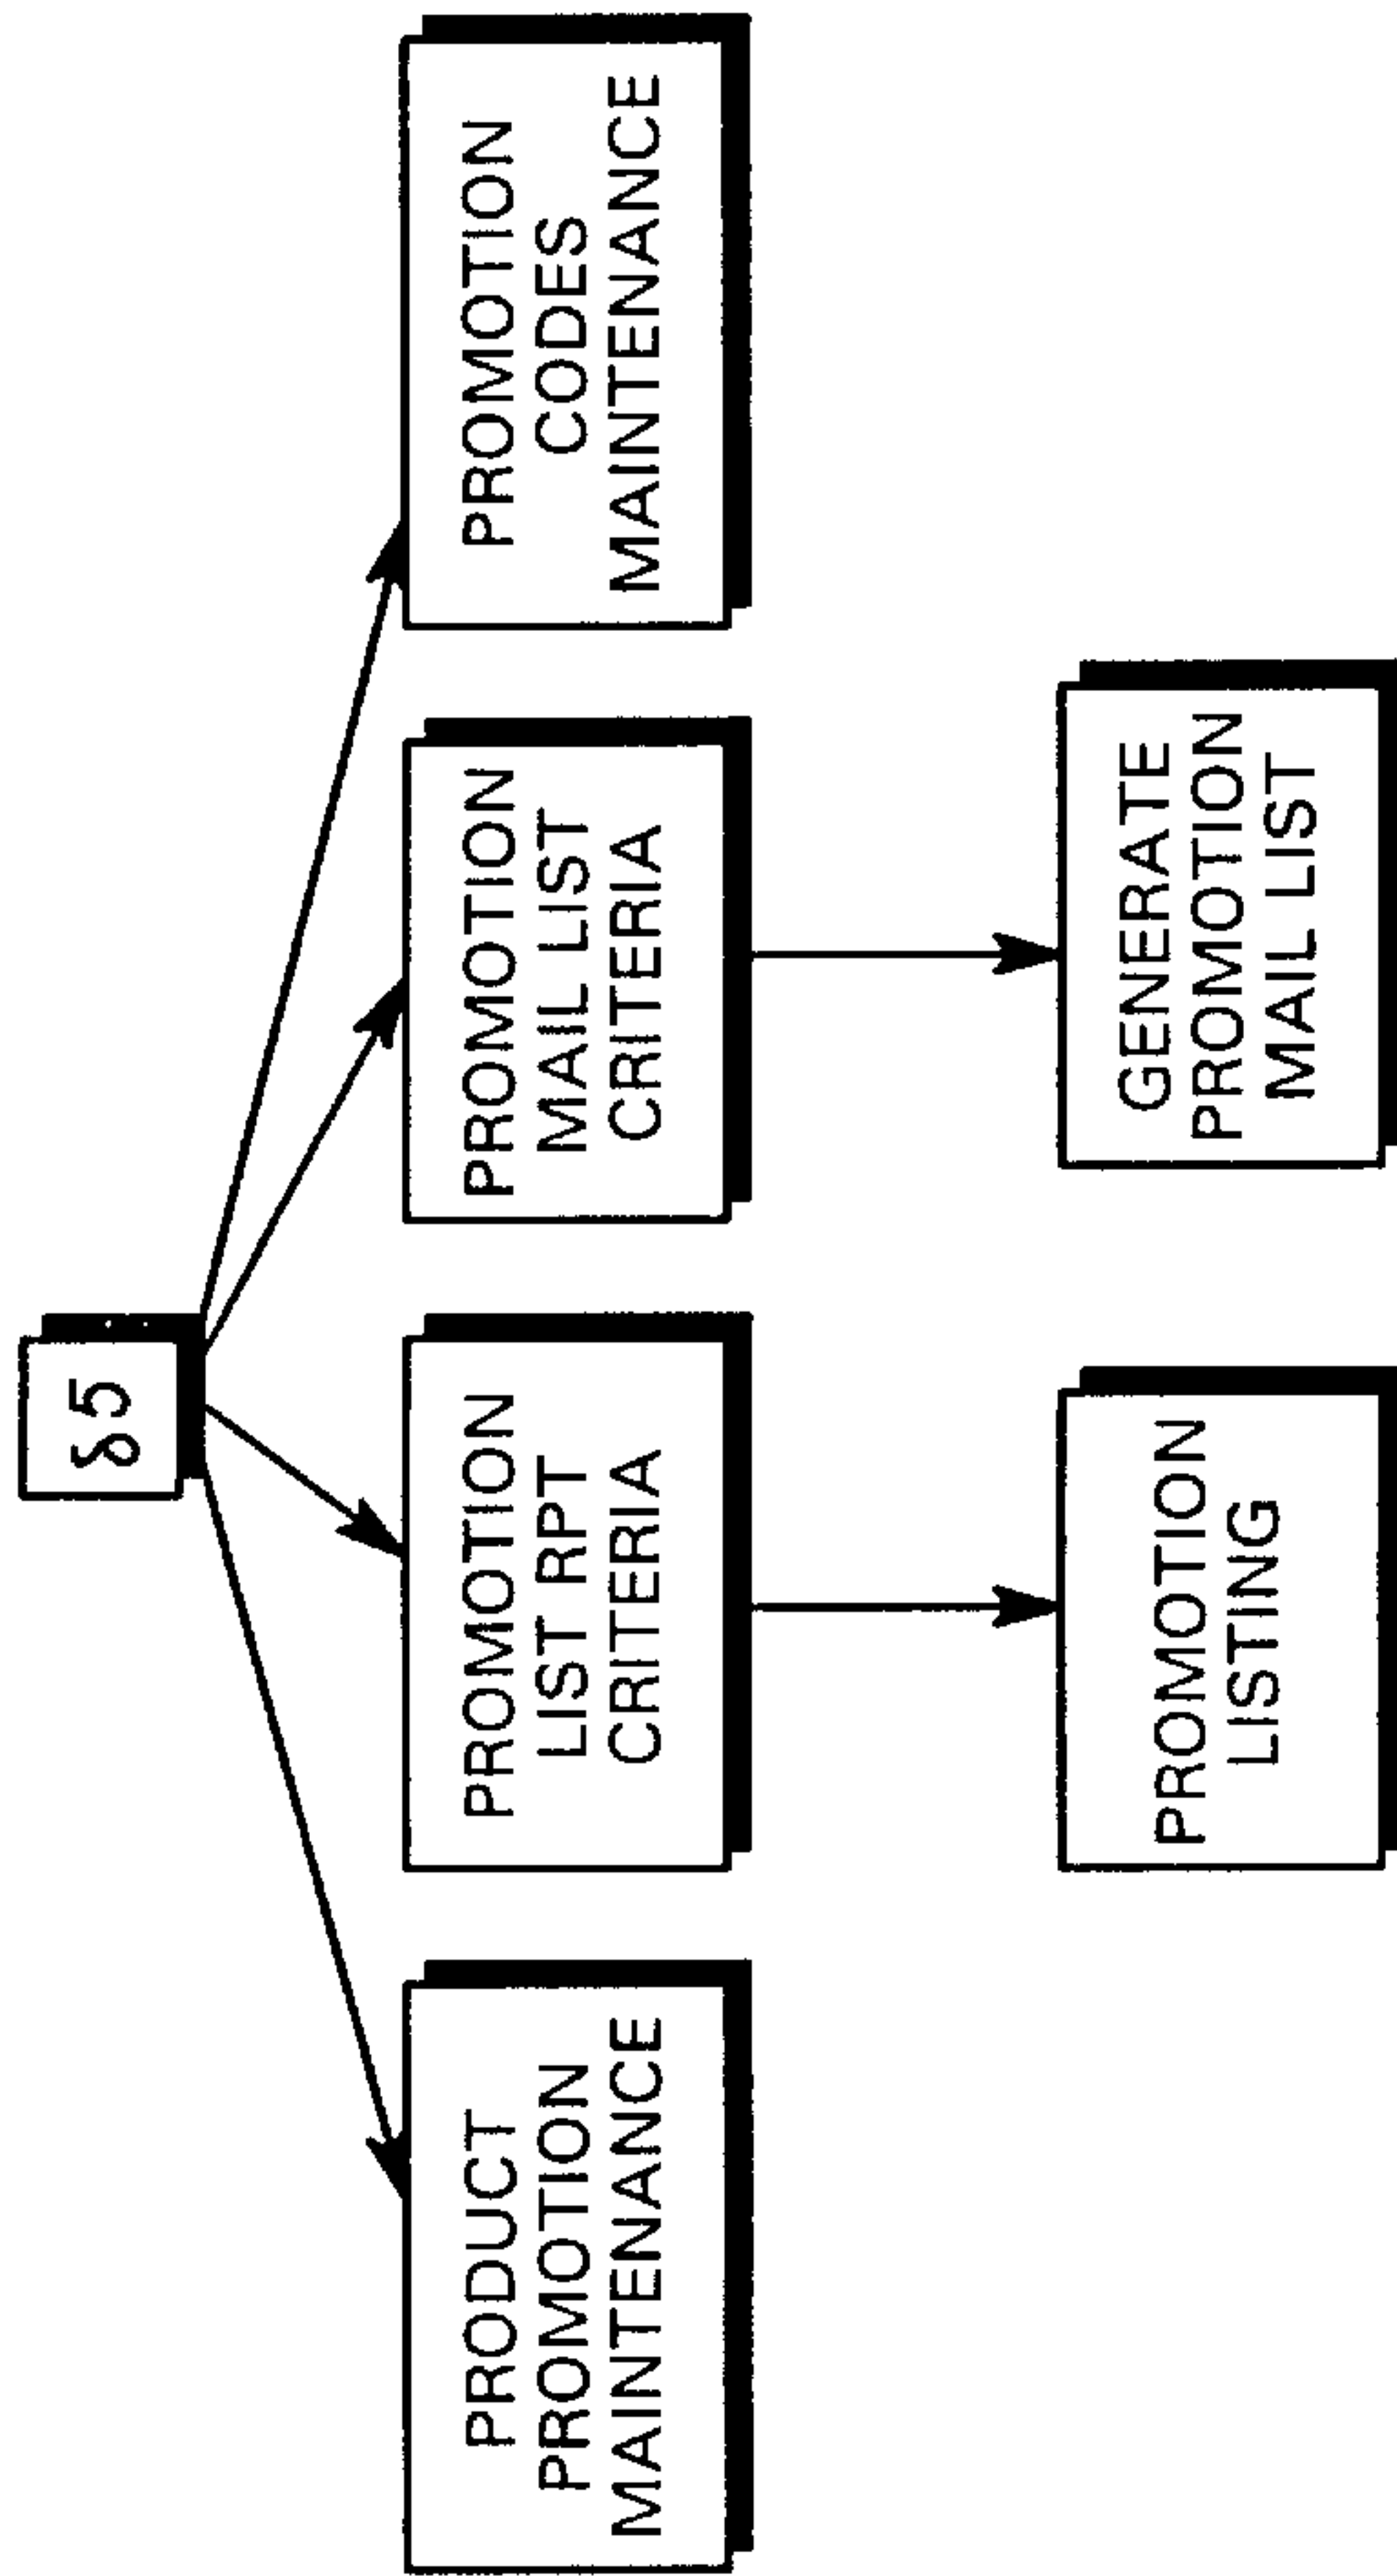 §5
PRODUCT
PROMOTION
MAINTENANCE
PROMOTION
LIST RPT
CRITERIA
PROMOTION
MAIL LIST
CRITERIA
PROMOTION
CODES
MAINTENANCE
PROMOTION
LISTING
GENERATE
PROMOTION
MAIL LIST